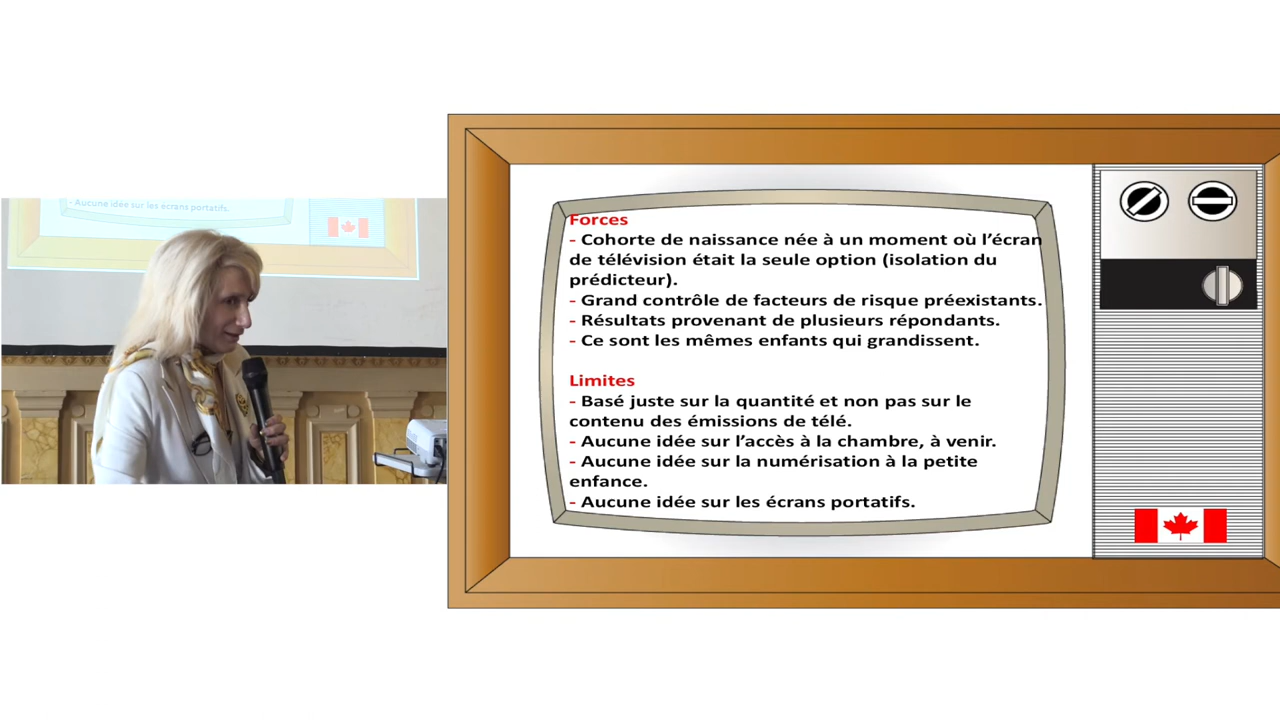 - Aucune idée sur les écrans portatifs.
Forces
- Cohorte de naissance née à un moment où l’écran
de télévision était la seule option (isolation du
prédicteur).
- Grand contrôle de facteurs de risque préexistants.
- Résultats provenant de plusieurs répondants.
- Ce sont les mêmes enfants qui grandissent.
Limites
- Basé juste sur la quantité et non pas sur le
contenu des émissions de télé.
- Aucune idée sur l’accès à la chambre, à venir.
- Aucune idée sur la numérisation à la petite
enfance.
- Aucune idée sur les écrans portatifs.